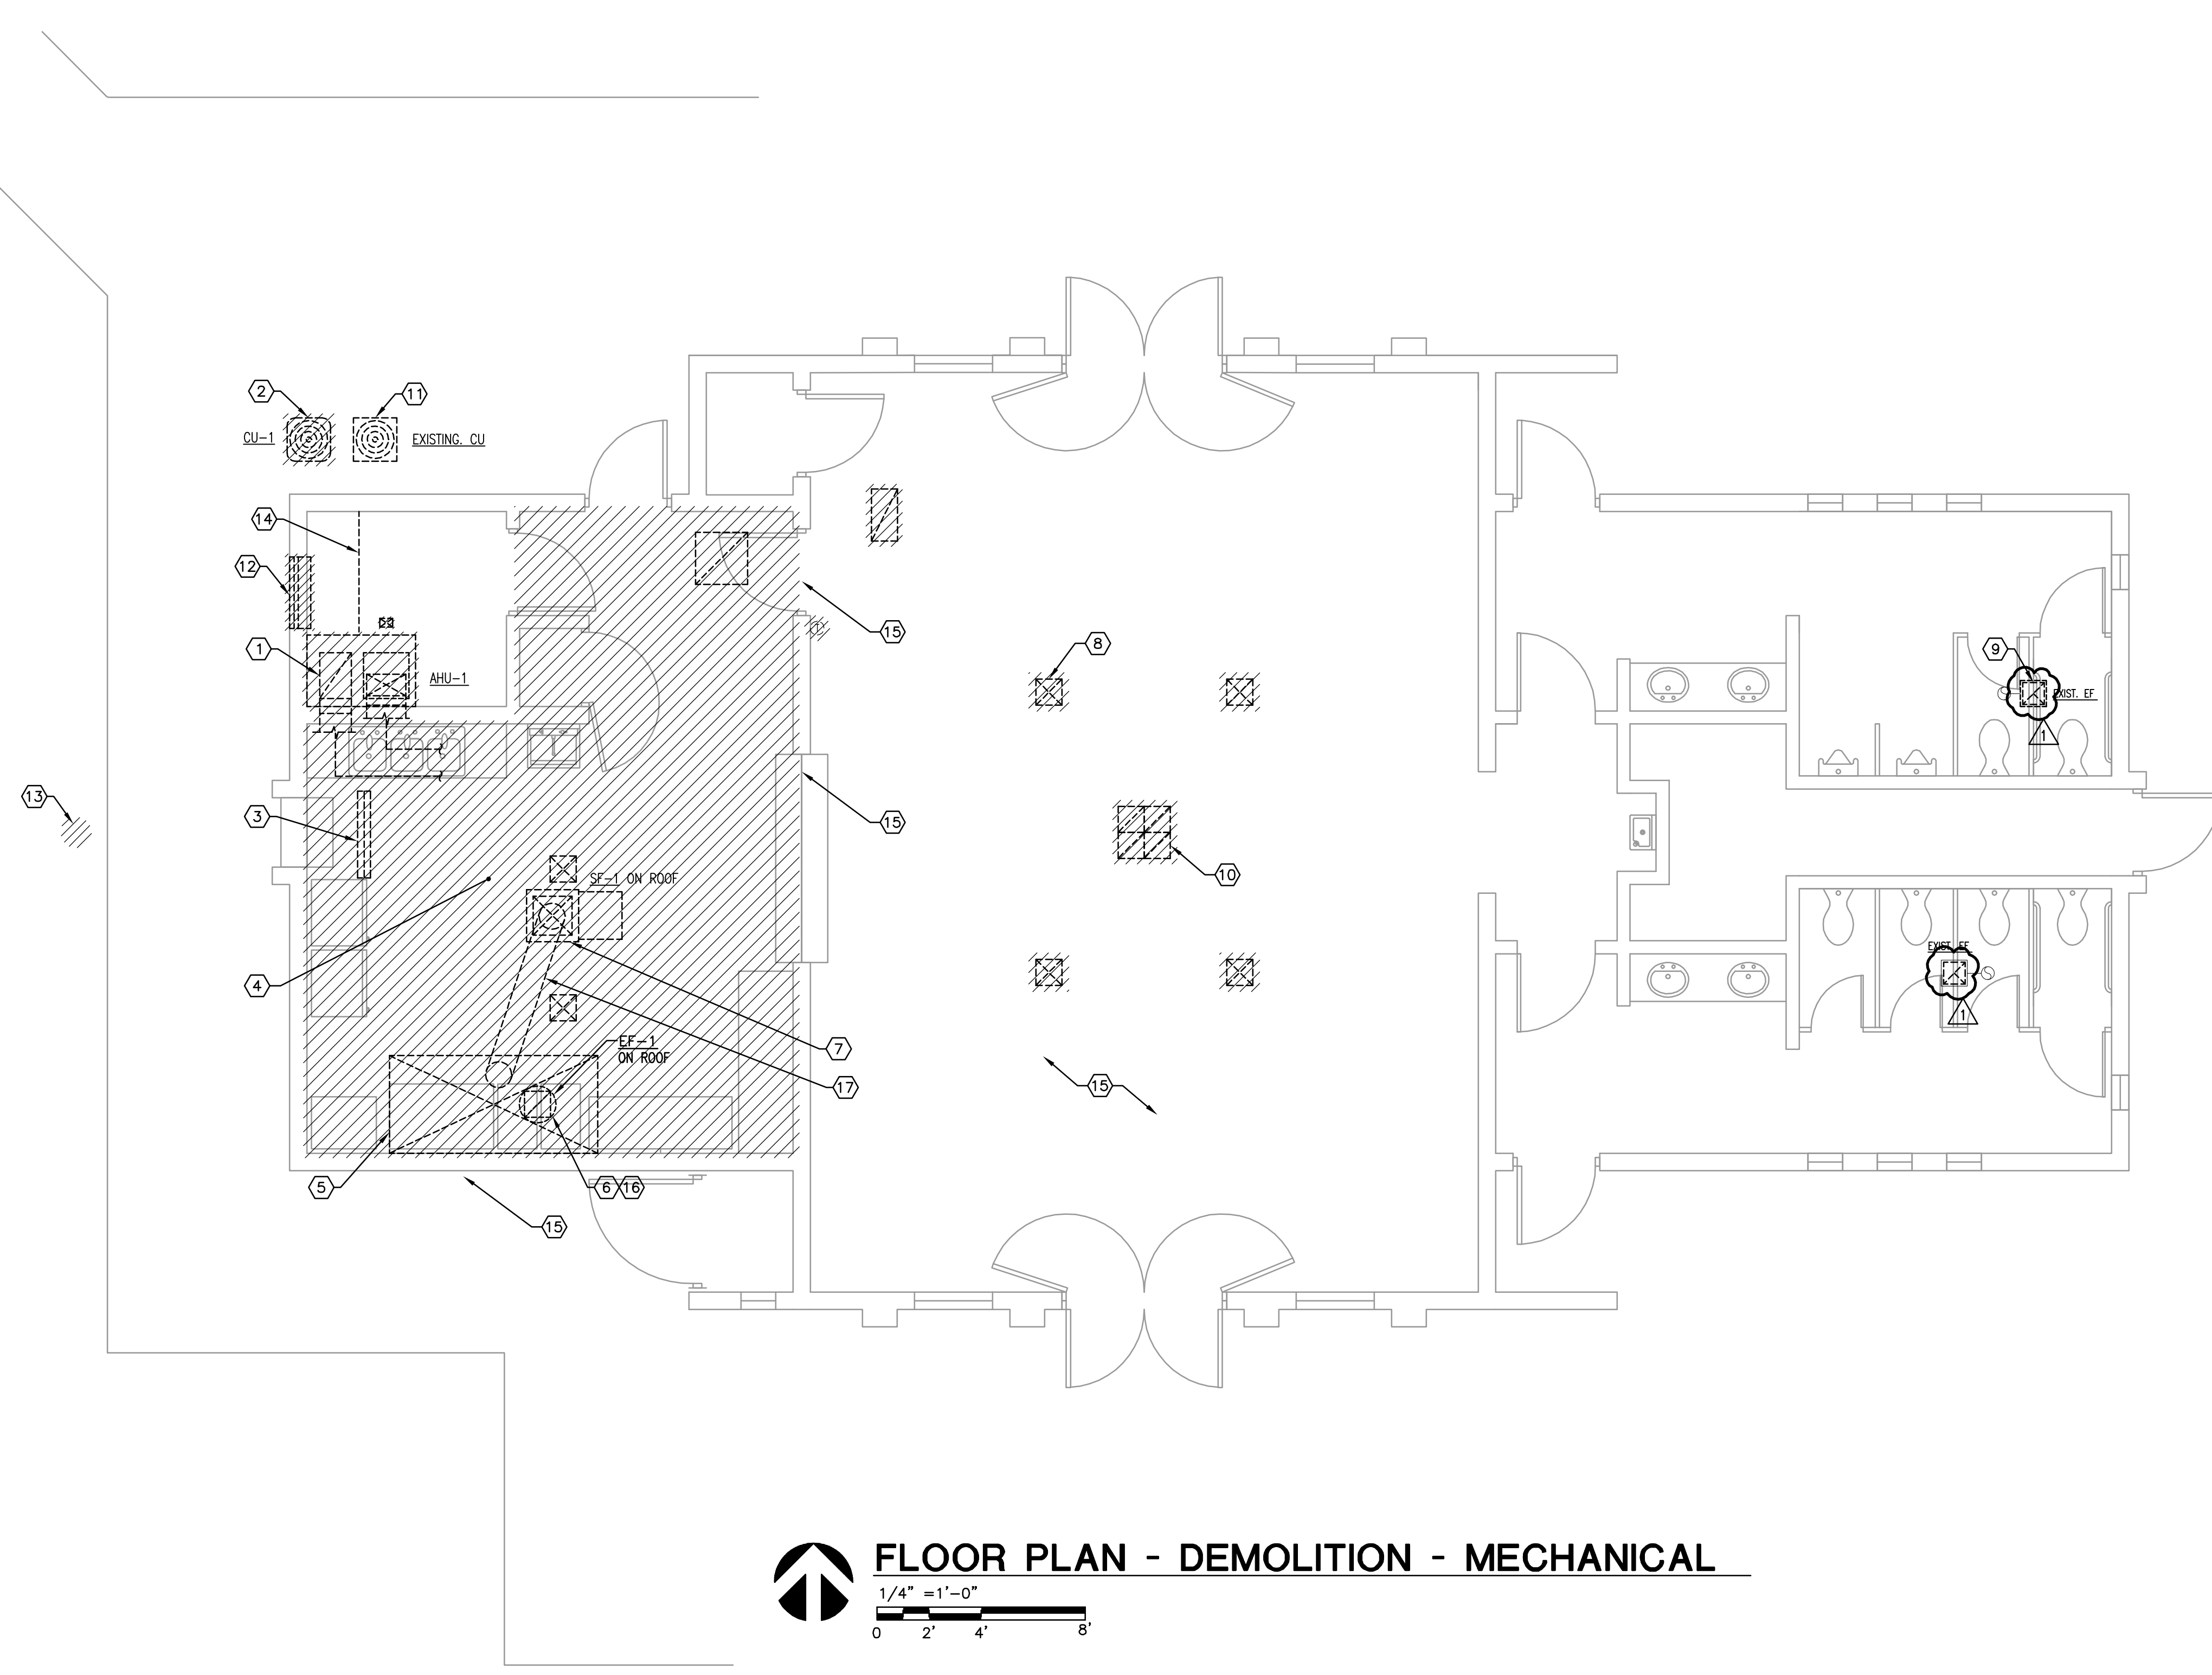 2
11
CU-1
EXISTING. CU
14
12
1
AHU-1
15
8
9
EXIST. EF
1
13
3
15
10
SF-1 ON ROOF
4
EXIST. EF
1
EF-1
ON ROOF
7
17
15
5
6
16
15
FLOOR PLAN - DEMOLITION - MECHANICAL
1/4" =1'-0"
0 2' 4' 8'